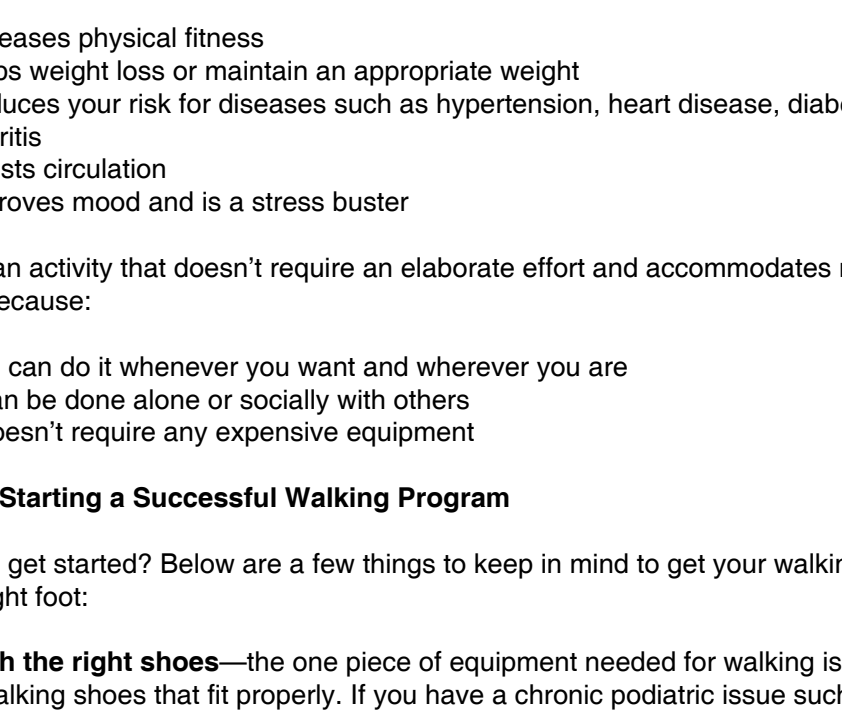 eases physical fitness
ps weight loss or maintain an appropriate weight
uces your risk for diseases such as hypertension, heart disease, diab
ritis
sts circulation
roves mood and is a stress buster
an activity that doesn’t require an elaborate effort and accommodates
ecause:
can do it whenever you want and wherever you are
an be done alone or socially with others
oesn’t require any expensive equipment
Starting a Successful Walking Program
get started? Below are a few things to keep in mind to get your walkin
ght foot:
h the right shoes—the one piece of equipment needed for walking is
alking shoes that fit properly. If you have a chronic podiatric issue such